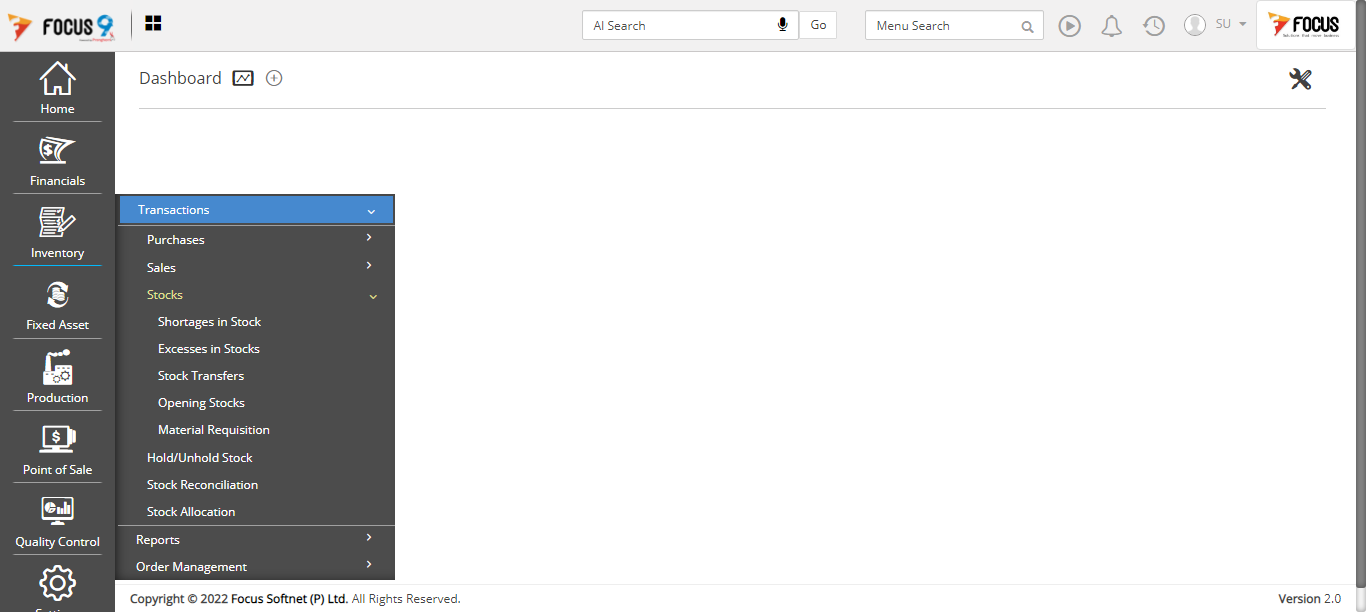 FOCUS 9
AI Search
Go
Menu Search
SU
FOCUS
Dashboard
Home
Financials
Inventory
Fixed Asset
Production
Point of Sale
Quality Control
Transactions
Purchases
Sales
Stocks
Shortages in Stock
Excesses in Stocks
Stock Transfers
Opening Stocks
Material Requisition
Hold/Unhold Stock
Stock Reconciliation
Stock Allocation
Reports
Order Management
Copyright © 2022 Focus Softnet (P) Ltd. All Rights Reserved.
Version 2.0